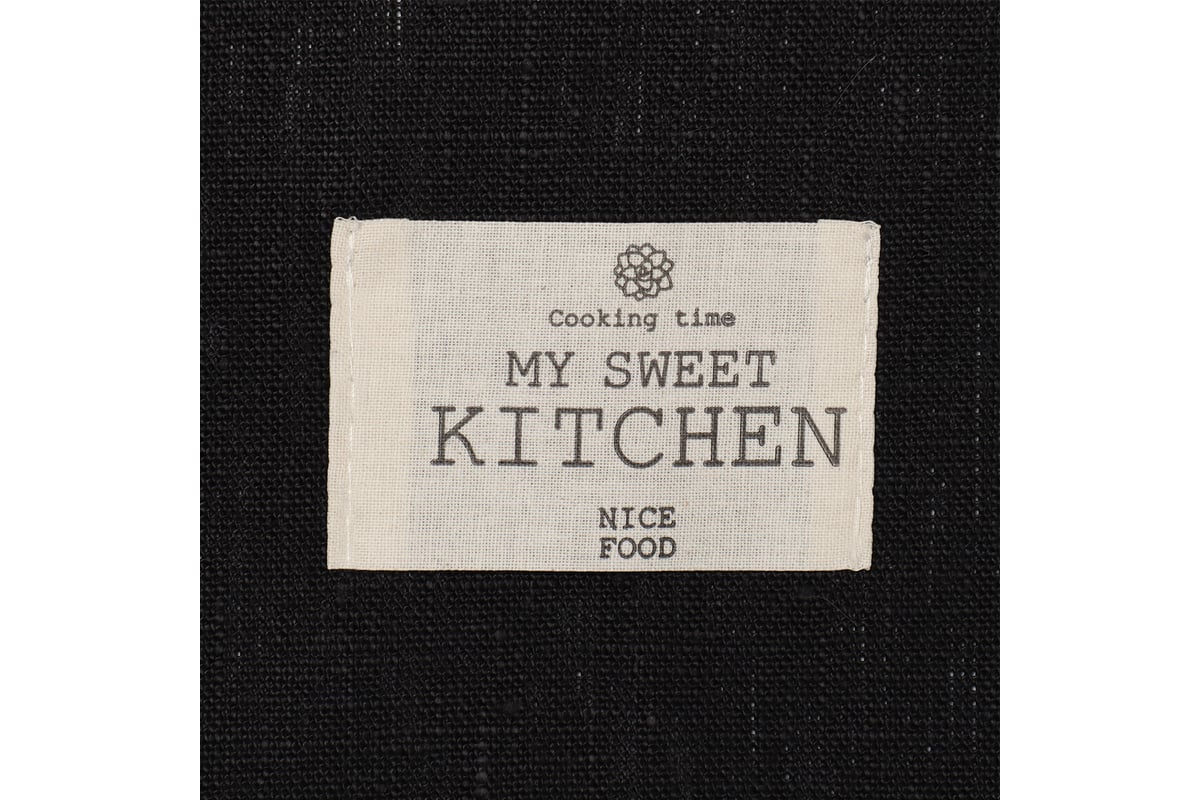 Cooking time
MY SWEET
KITCHEN
NICE
FOOD